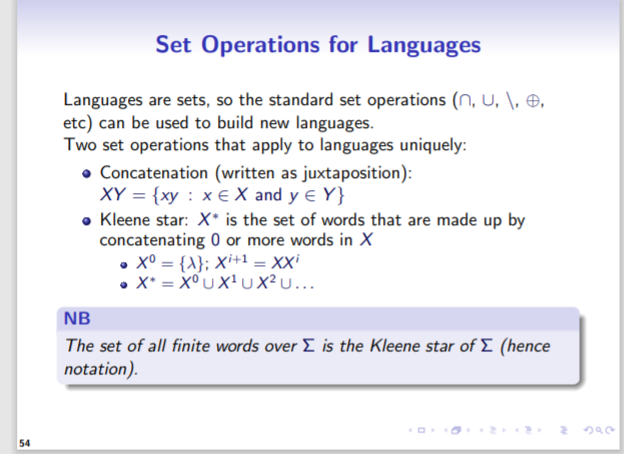 Set Operations for Languages
Languages are sets, so the standard set operations (∩, ∪, \, ⊕,
etc) can be used to build new languages.
Two set operations that apply to languages uniquely:
• Concatenation (written as juxtaposition):
XY = {xy : x ∈ X and y ∈ Y}
• Kleene star: X* is the set of words that are made up by
concatenating 0 or more words in X
• X⁰ = {λ}; Xⁱ⁺¹ = XXⁱ
• X* = X⁰ ∪ X¹ ∪ X² ∪ ...
NB
The set of all finite words over Σ is the Kleene star of Σ (hence
notation).
54